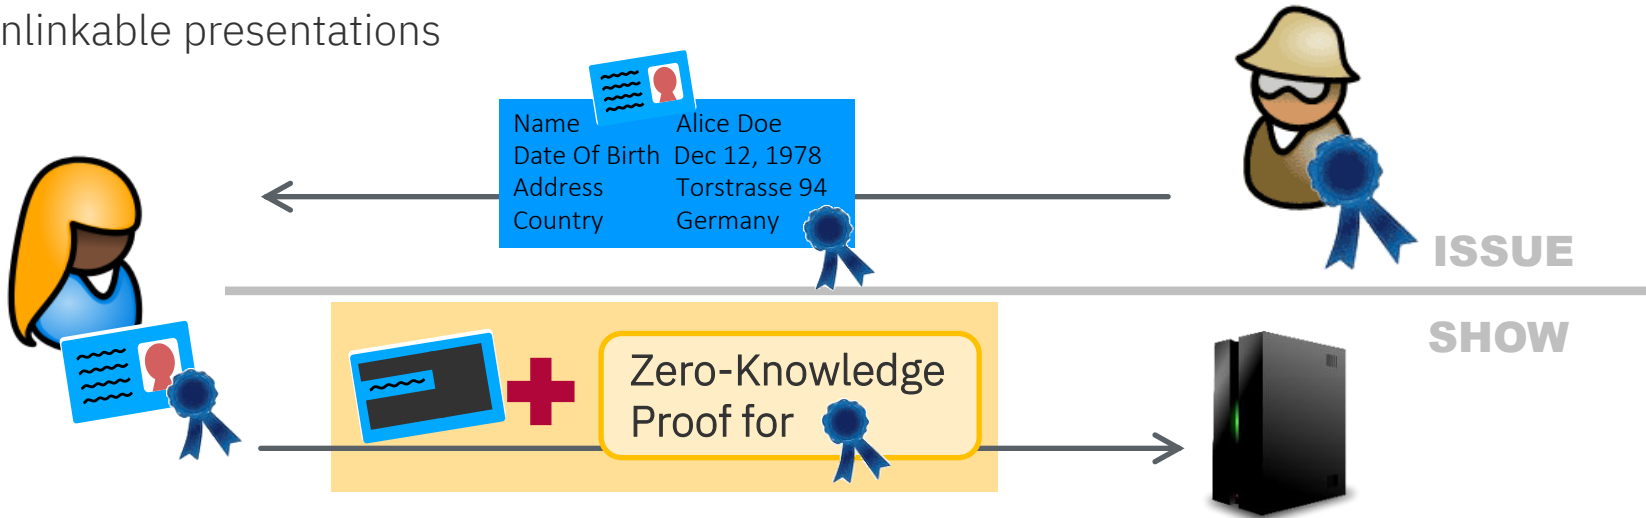 nlinkable presentations
Name Alice Doe
Date Of Birth Dec 12, 1978
Address Torstrasse 94
Country Germany
ISSUE
SHOW
Zero-Knowledge
Proof for